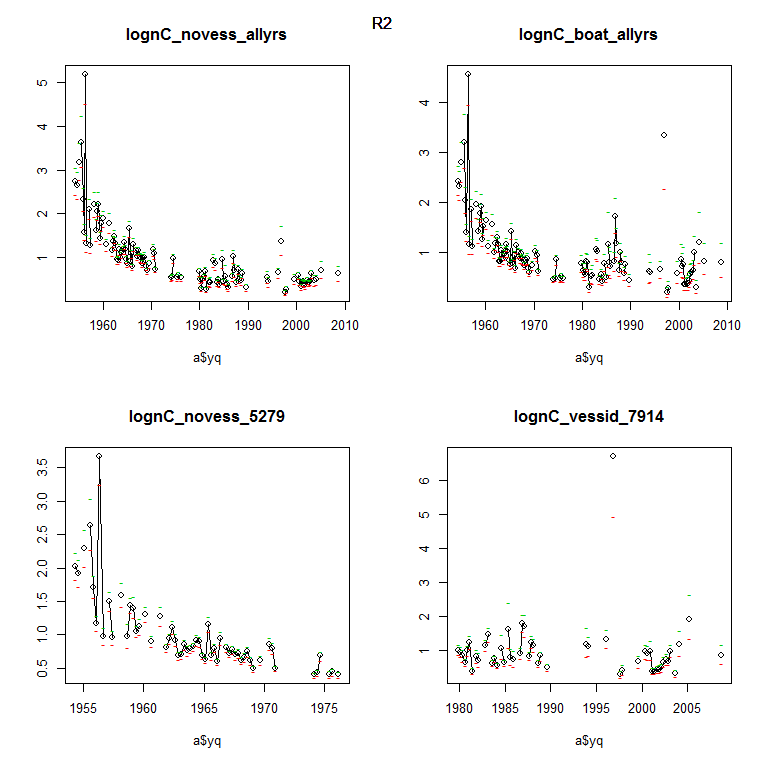 R2
lognC_novess_allyrs
lognC_boat_allyrs
5
4
3
2
1
1960 1970 1980 1990 2000 2010
a$yq
4
3
2
1
1960 1970 1980 1990 2000 2010
a$yq
lognC_novess_5279
lognC_vessid_7914
3.5
3.0
2.5
2.0
1.5
1.0
0.5
1955 1960 1965 1970 1975
a$yq
6
5
4
3
2
1
1980 1985 1990 1995 2000 2005
a$yq